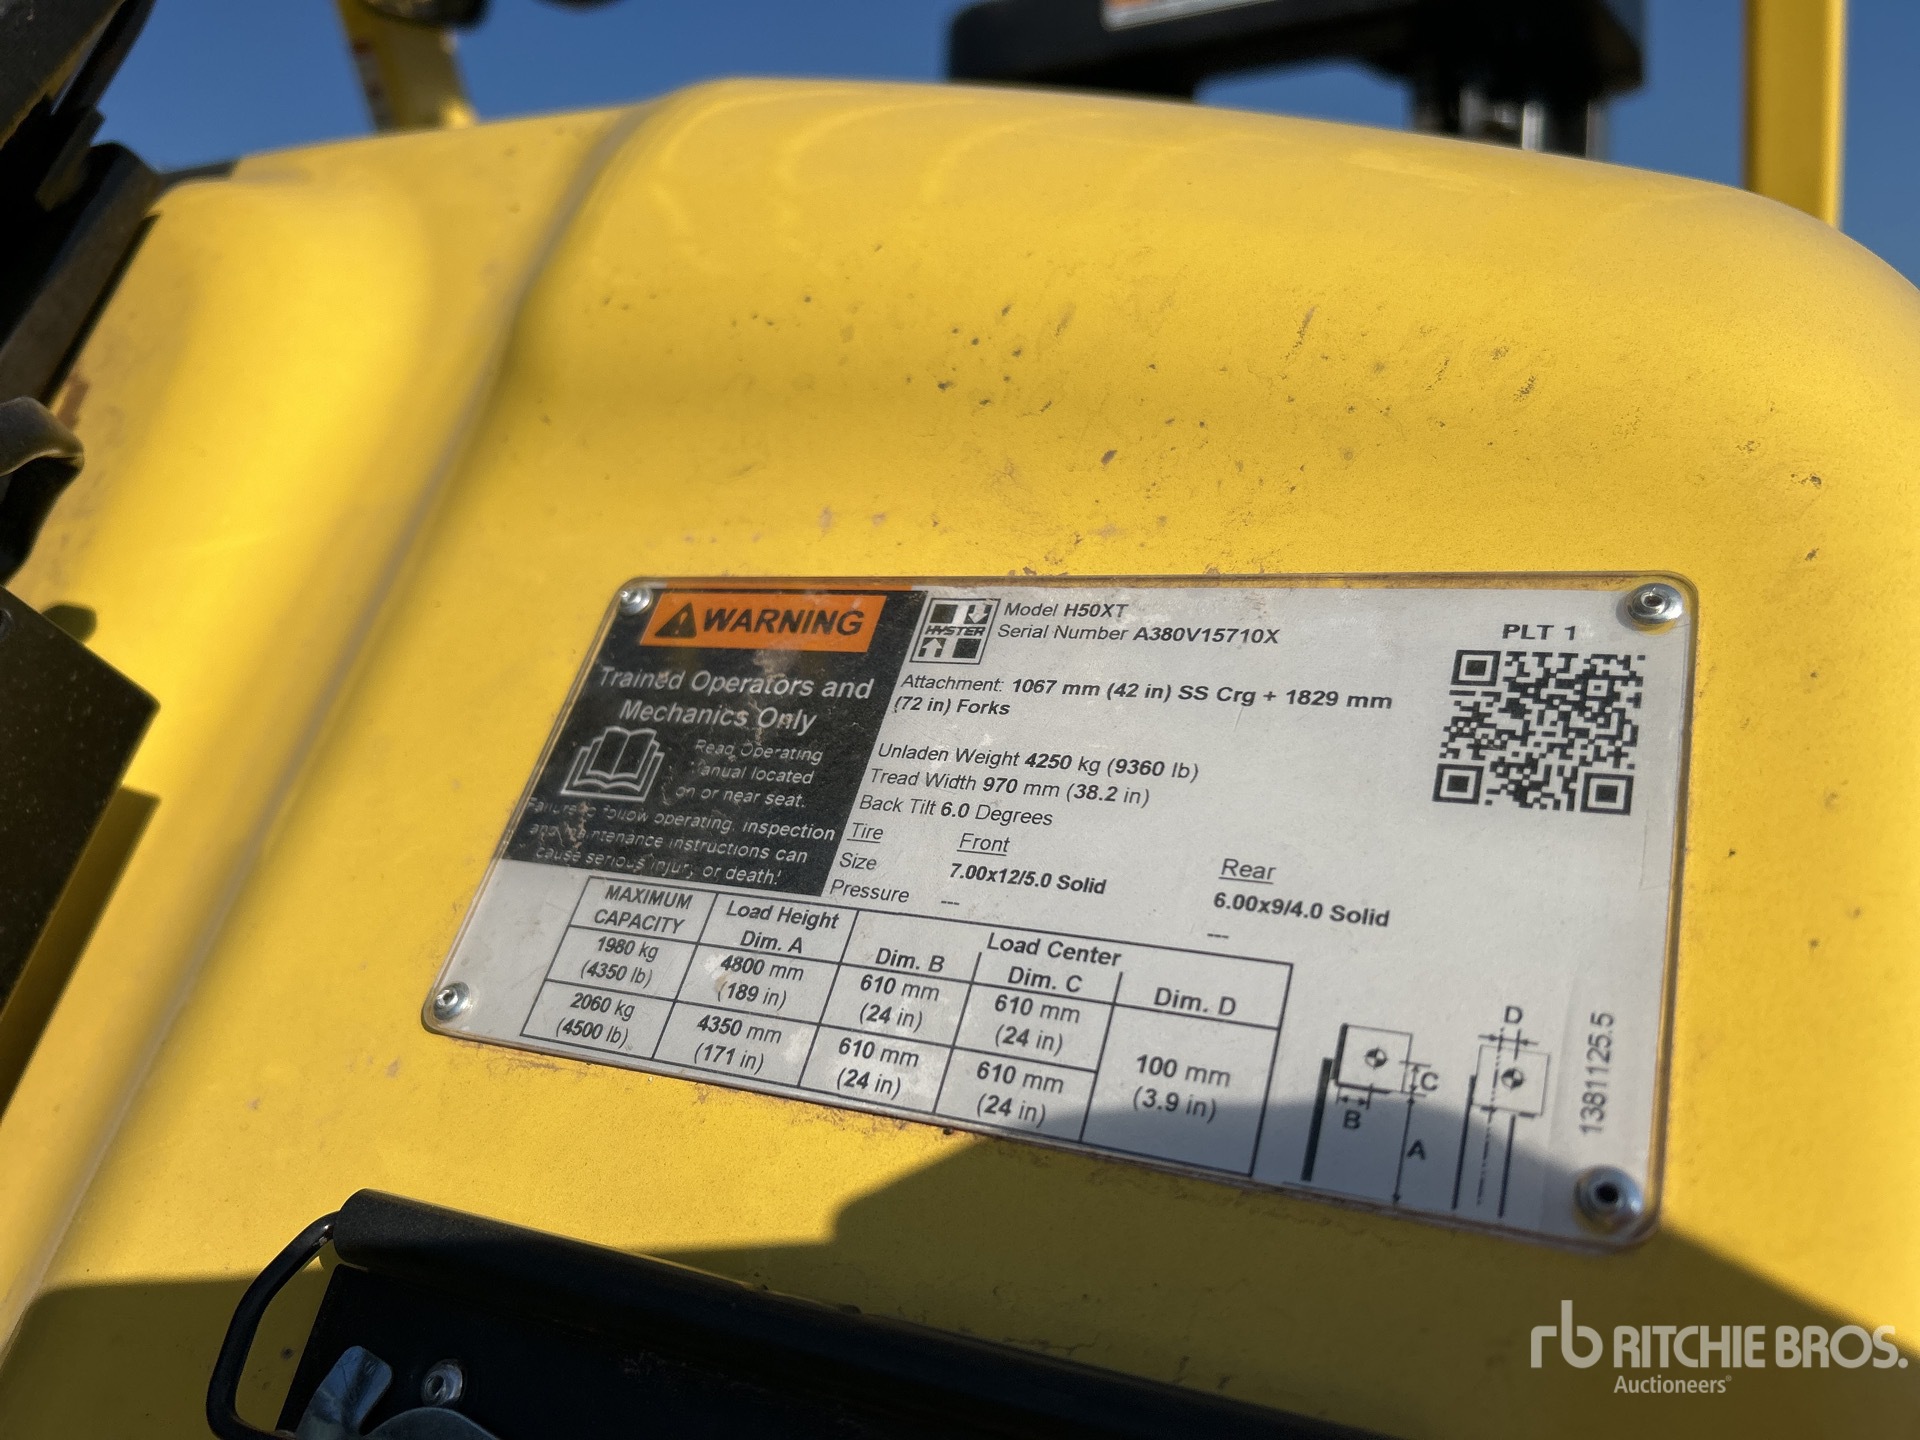 WARNING
Trained Operators and
Mechanics Only
Read Operating
Manual located
on or near seat.
Failure to follow operating, inspection
and maintenance instructions can
cause serious injury or death!
HYSTER
Model H50XT
Serial Number A380V15710X
PLT 1
Attachment: 1067 mm (42 in) SS Crg + 1829 mm
(72 in) Forks
Unladen Weight 4250 kg (9360 lb)
Tread Width 970 mm (38.2 in)
Back Tilt 6.0 Degrees
Tire Front Rear
Size 7.00x12/5.0 Solid 6.00x9/4.0 Solid
Pressure --- ---
MAXIMUM
CAPACITY
Load Height
Dim. A
Load Center
Dim. B Dim. C Dim. D
1980 kg
(4350 lb)
4800 mm
(189 in)
610 mm
(24 in)
610 mm
(24 in)
2060 kg
(4500 lb)
4350 mm
(171 in)
610 mm
(24 in)
610 mm
(24 in)
100 mm
(3.9 in)
D
C
B
A
1381125.5
rb RITCHIE BROS.
Auctioneers